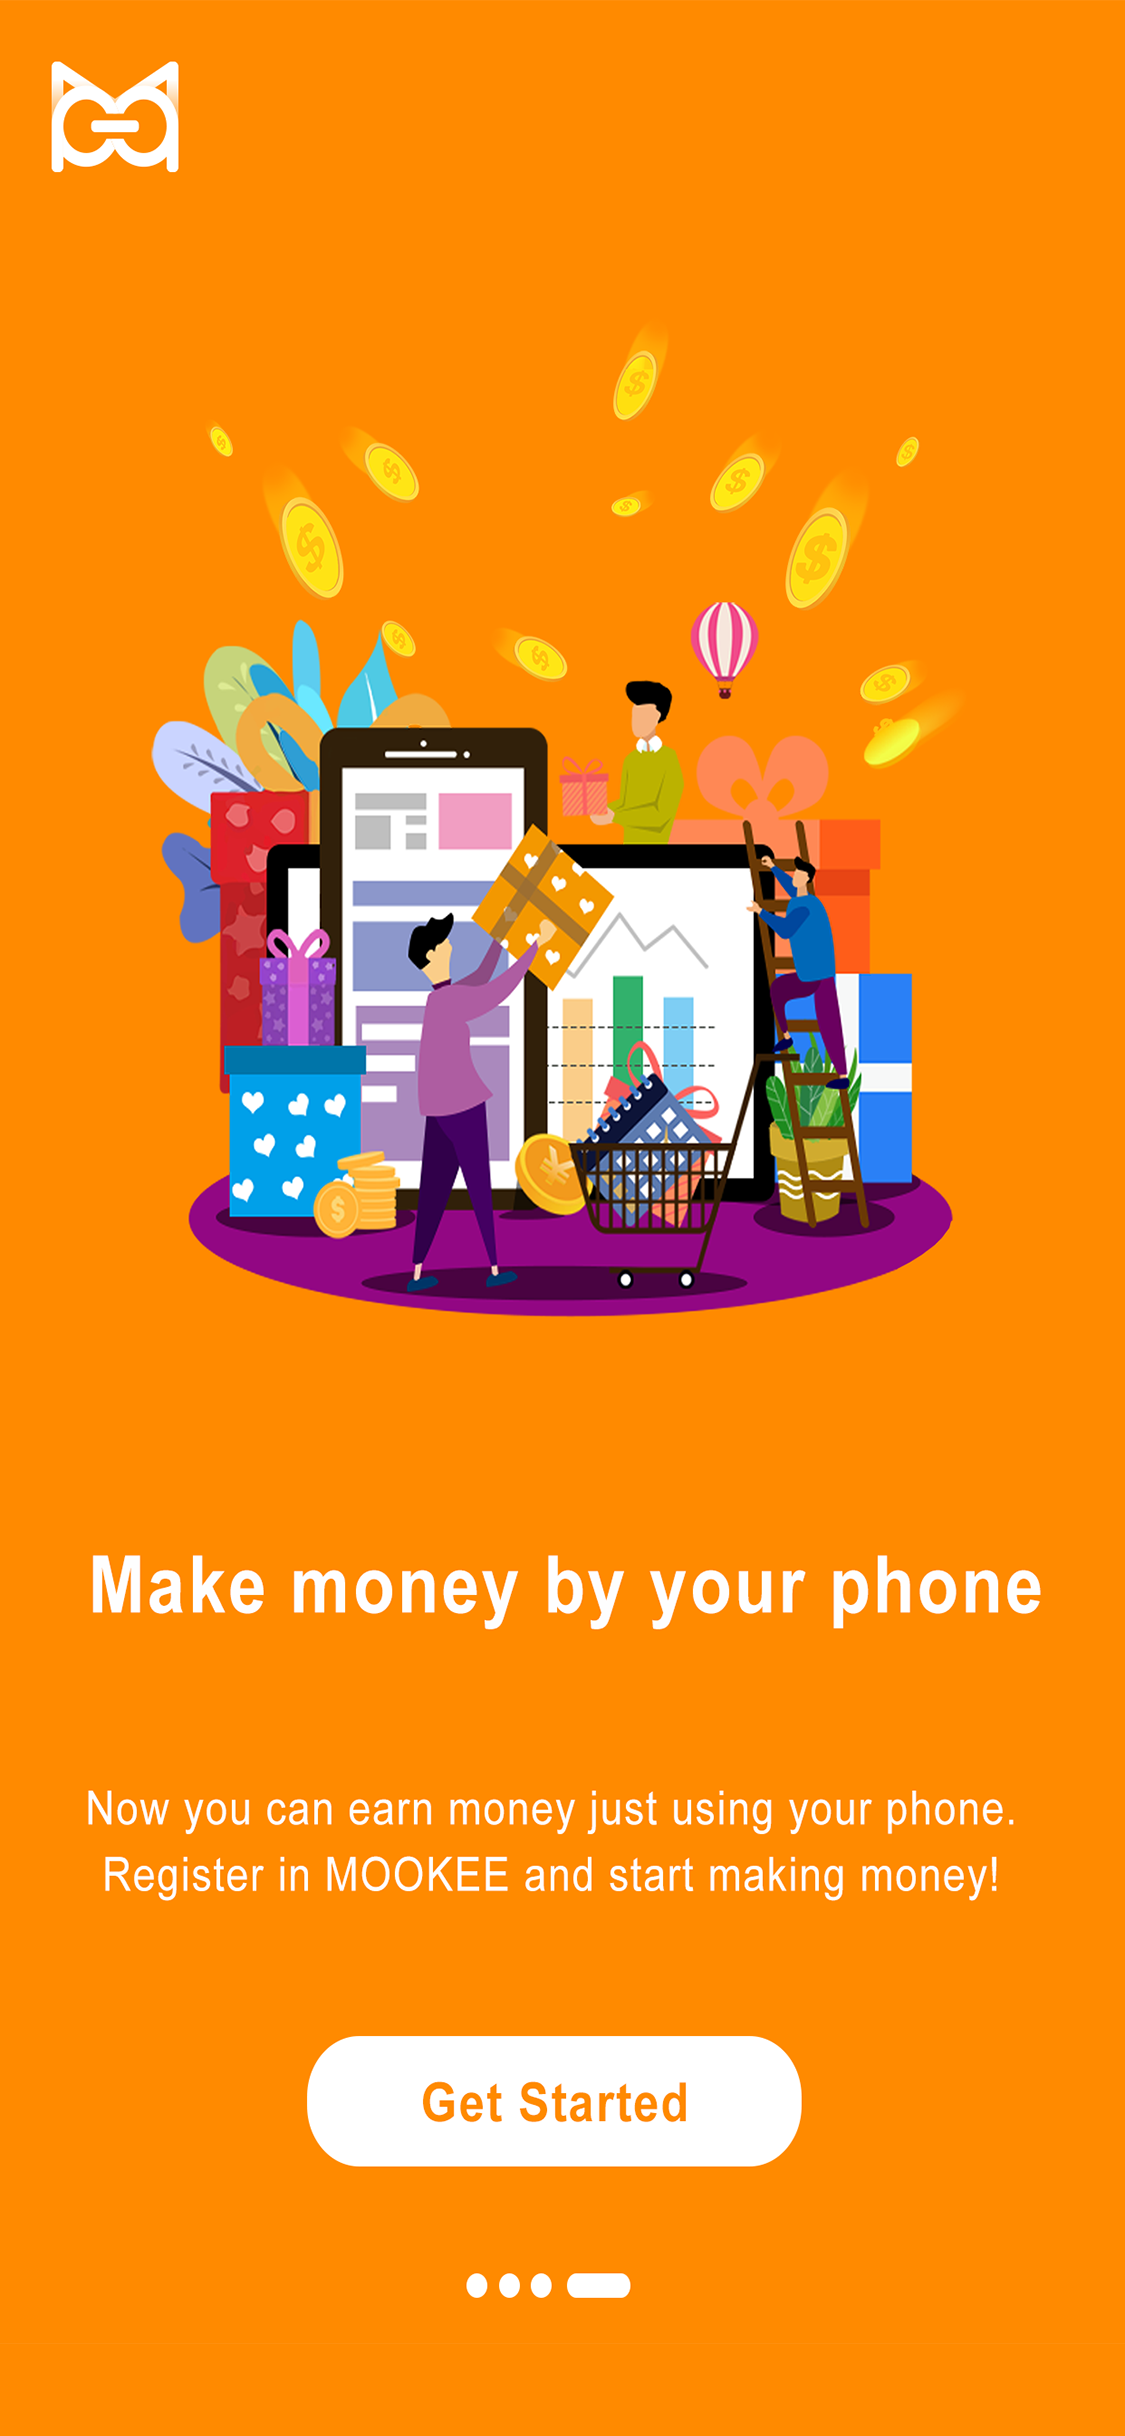 Make money by your phone
Now you can earn money just using your phone.
Register in MOOKEE and start making money!
Get Started